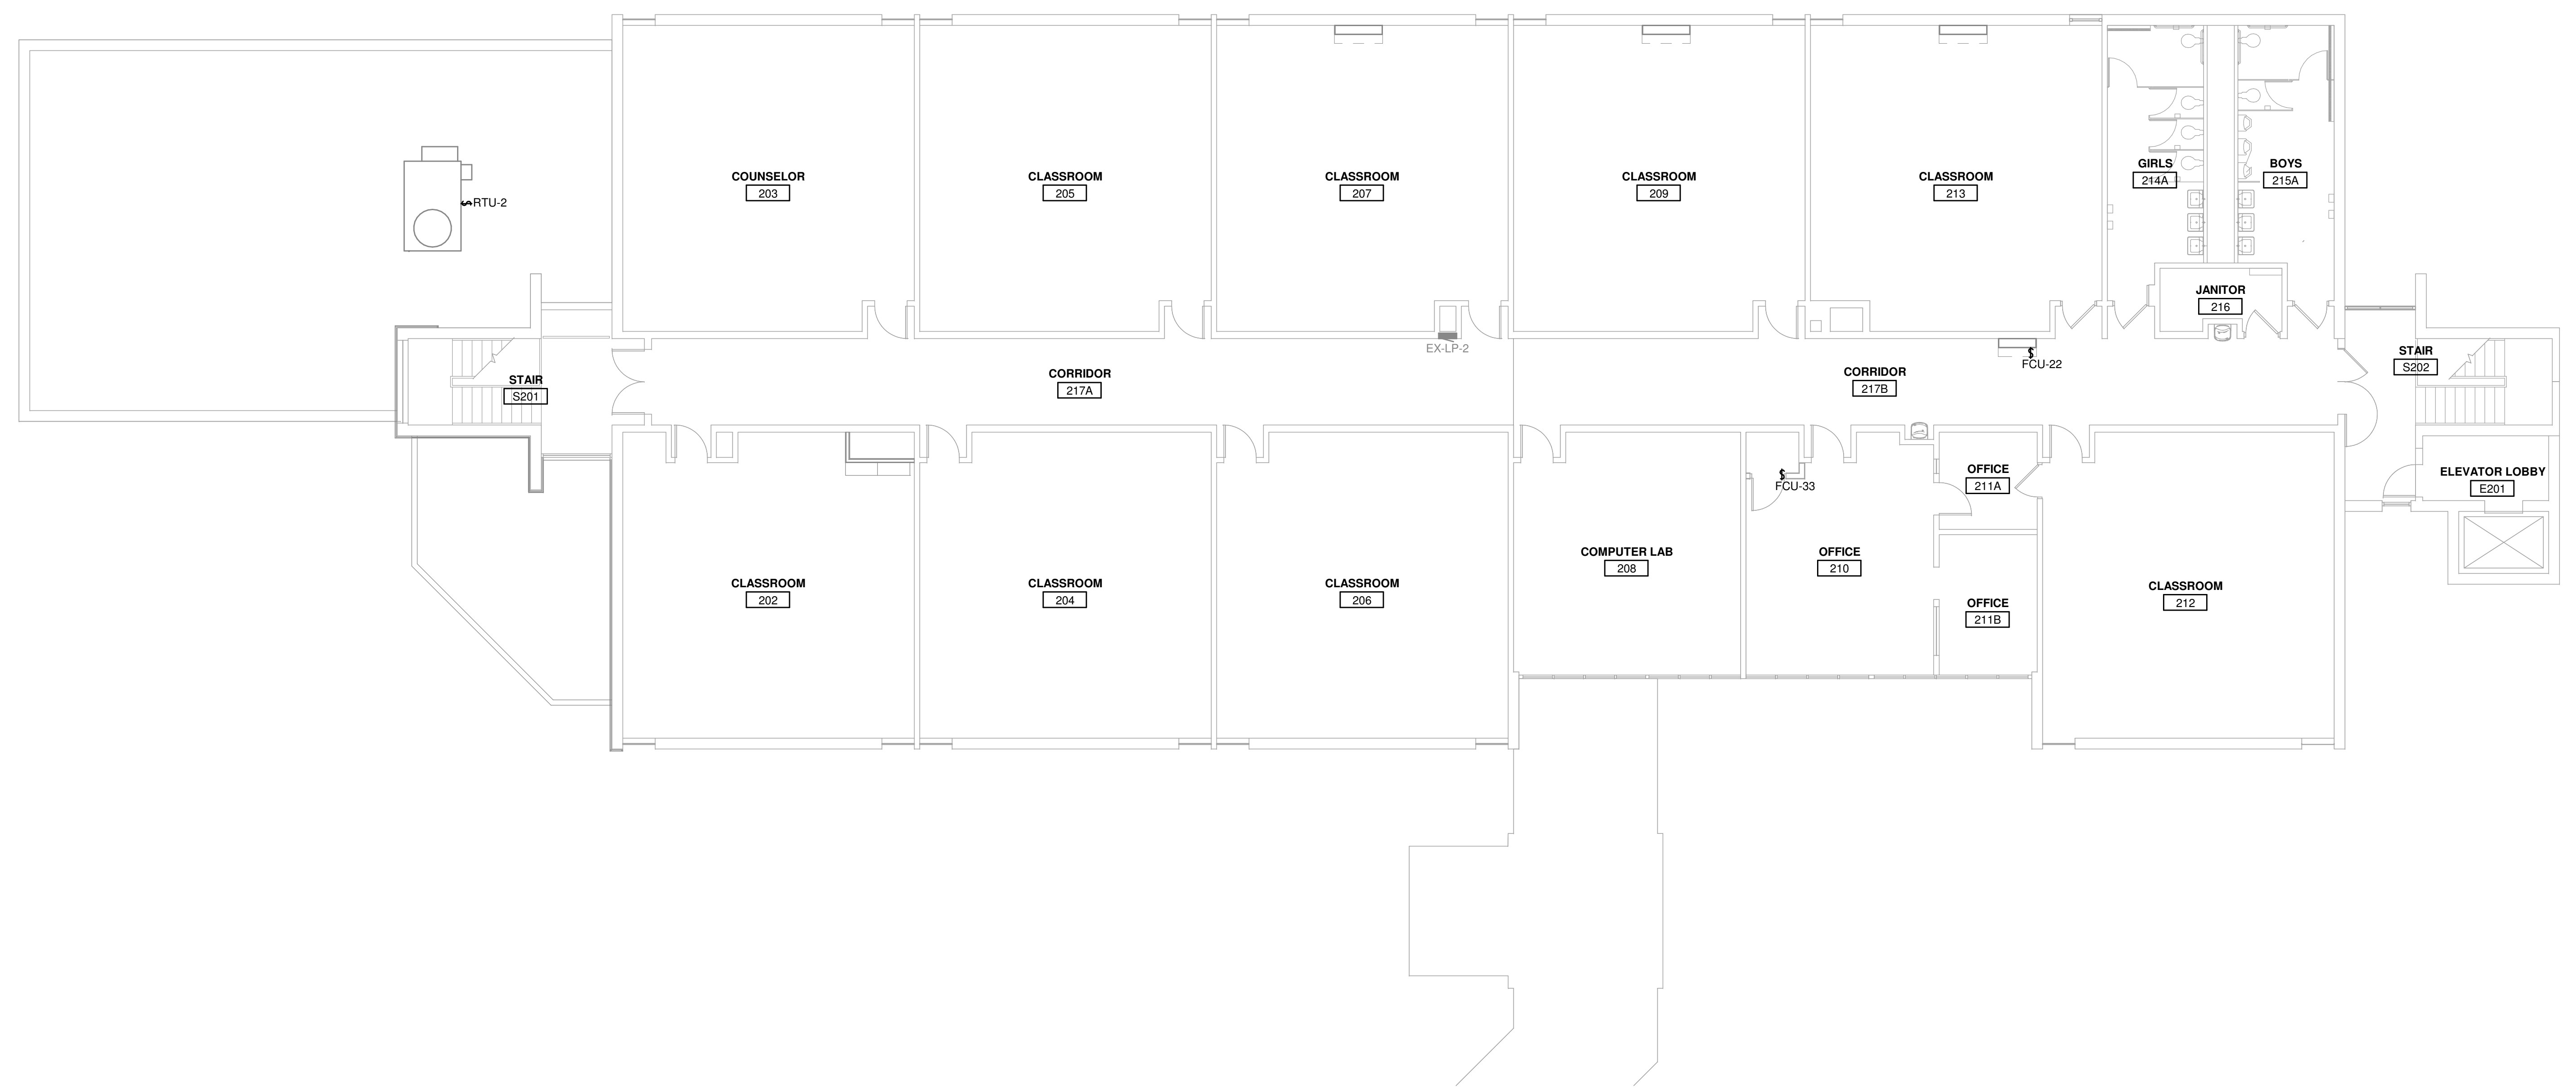 COUNSELOR
203
CLASSROOM
205
CLASSROOM
207
CLASSROOM
209
CLASSROOM
213
GIRLS
214A
BOYS
215A
RTU-2
JANITOR
216
EX-LP-2
FCU-22
STAIR
S201
CORRIDOR
217A
CORRIDOR
217B
STAIR
S202
FCU-33
OFFICE
211A
ELEVATOR LOBBY
E201
CLASSROOM
202
CLASSROOM
204
CLASSROOM
206
COMPUTER LAB
208
OFFICE
210
OFFICE
211B
CLASSROOM
212